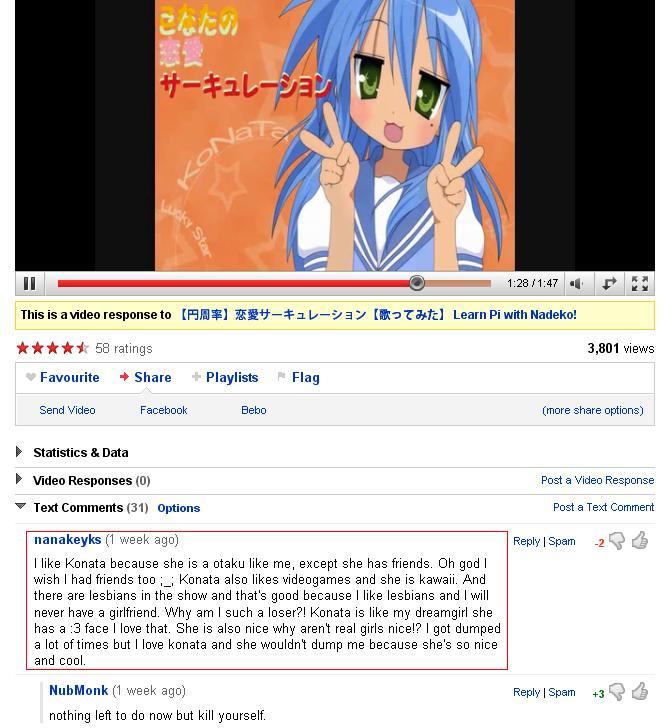 こなたの
恋愛
サーキュレーション
KoNaTa
Lucky Star
1:28 / 1:47
This is a video response to 【円周率】恋愛サーキュレーション【歌ってみた】 Learn Pi with Nadeko!
58 ratings
3,801 views
Favourite Share Playlists Flag
Send Video Facebook Bebo (more share options)
Statistics & Data
Video Responses (0) Post a Video Response
Text Comments (31) Options Post a Text Comment
nanakeyks (1 week ago) Reply | Spam -2
I like Konata because she is a otaku like me, except she has friends. Oh god I
wish I had friends too ;_; Konata also likes videogames and she is kawaii. And
there are lesbians in the show and that's good because I like lesbians and I will
never have a girlfriend. Why am I such a loser?! Konata is like my dreamgirl she
has a :3 face I love that. She is also nice why aren't real girls nice!? I got dumped
a lot of times but I love konata and she wouldn't dump me because she's so nice
and cool.
NubMonk (1 week ago) Reply | Spam +3
nothing left to do now but kill yourself.